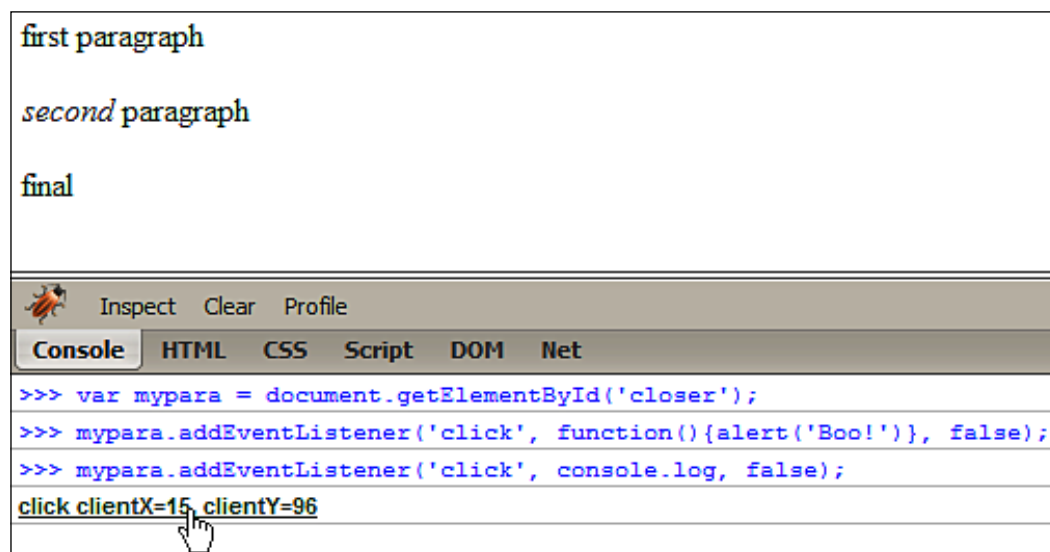 first paragraph
second paragraph
final
Inspect Clear Profile
Console HTML CSS Script DOM Net
>>> var mypara = document.getElementById('closer');
>>> mypara.addEventListener('click', function(){alert('Boo!')}, false);
>>> mypara.addEventListener('click', console.log, false);
click clientX=15, clientY=96